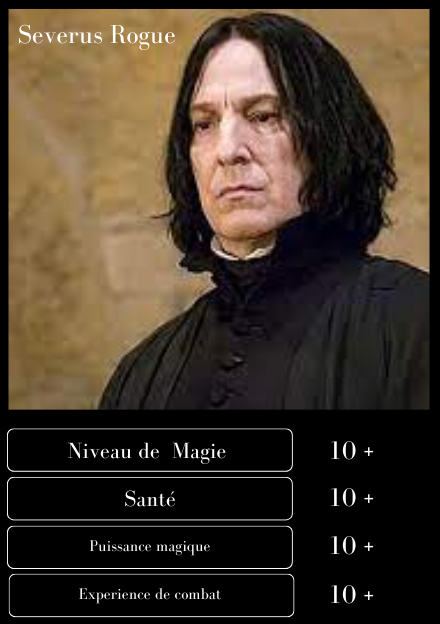 Severus Rogue
Niveau de Magie 10 +
Santé 10 +
Puissance magique 10 +
Experience de combat 10 +